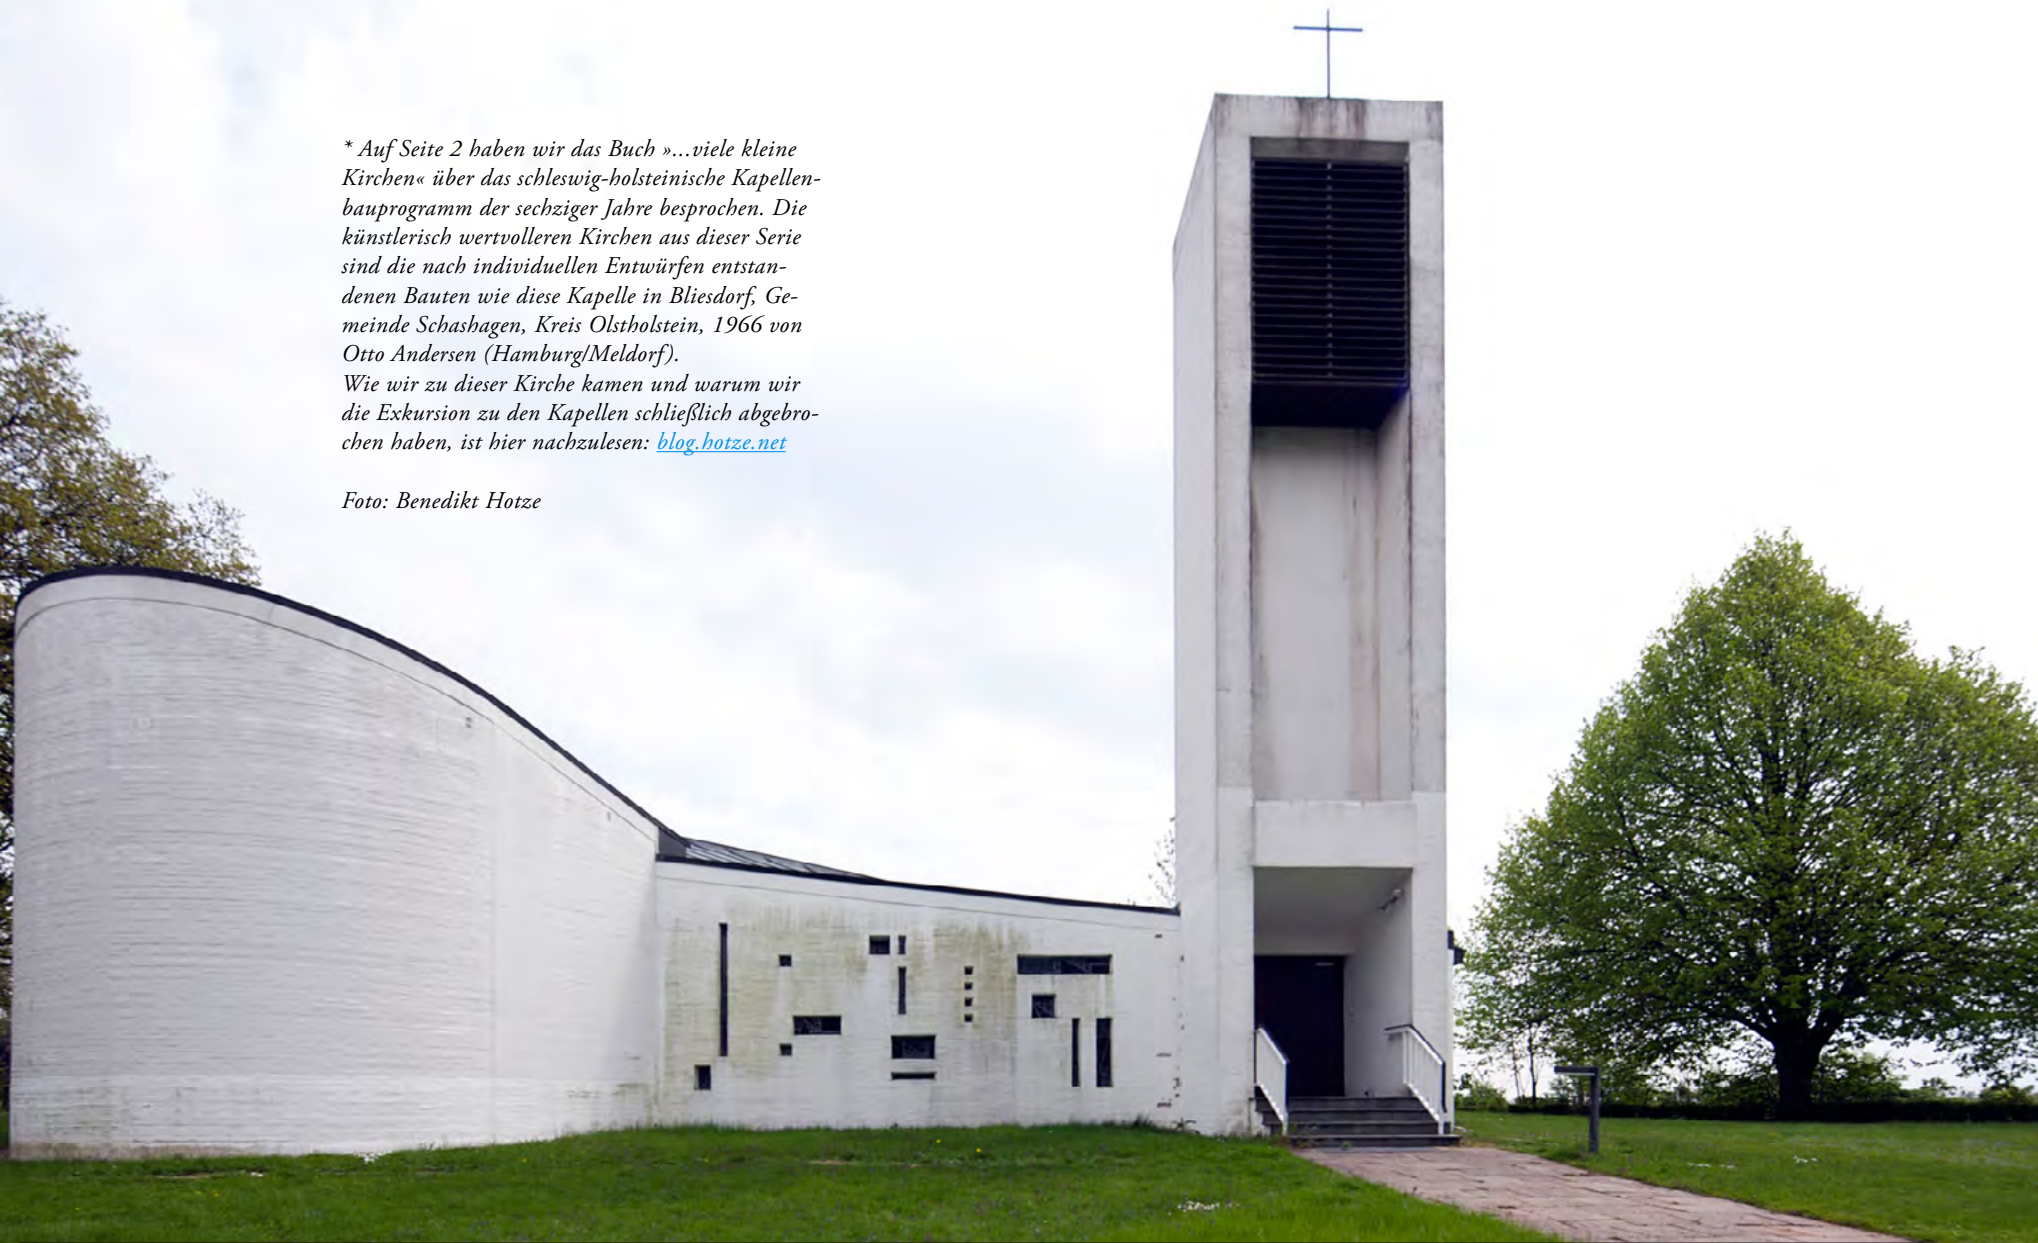 * Auf Seite 2 haben wir das Buch »...viele kleine
Kirchen« über das schleswig-holsteinische Kapellen-
bauprogramm der sechziger Jahre besprochen. Die
künstlerisch wertvolleren Kirchen aus dieser Serie
sind die nach individuellen Entwürfen entstan-
denen Bauten wie diese Kapelle in Bliesdorf, Ge-
meinde Schashagen, Kreis Olstholstein, 1966 von
Otto Andersen (Hamburg/Meldorf).
Wie wir zu dieser Kirche kamen und warum wir
die Exkursion zu den Kapellen schließlich abgebro-
chen haben, ist hier nachzulesen: blog.hotze.net
Foto: Benedikt Hotze